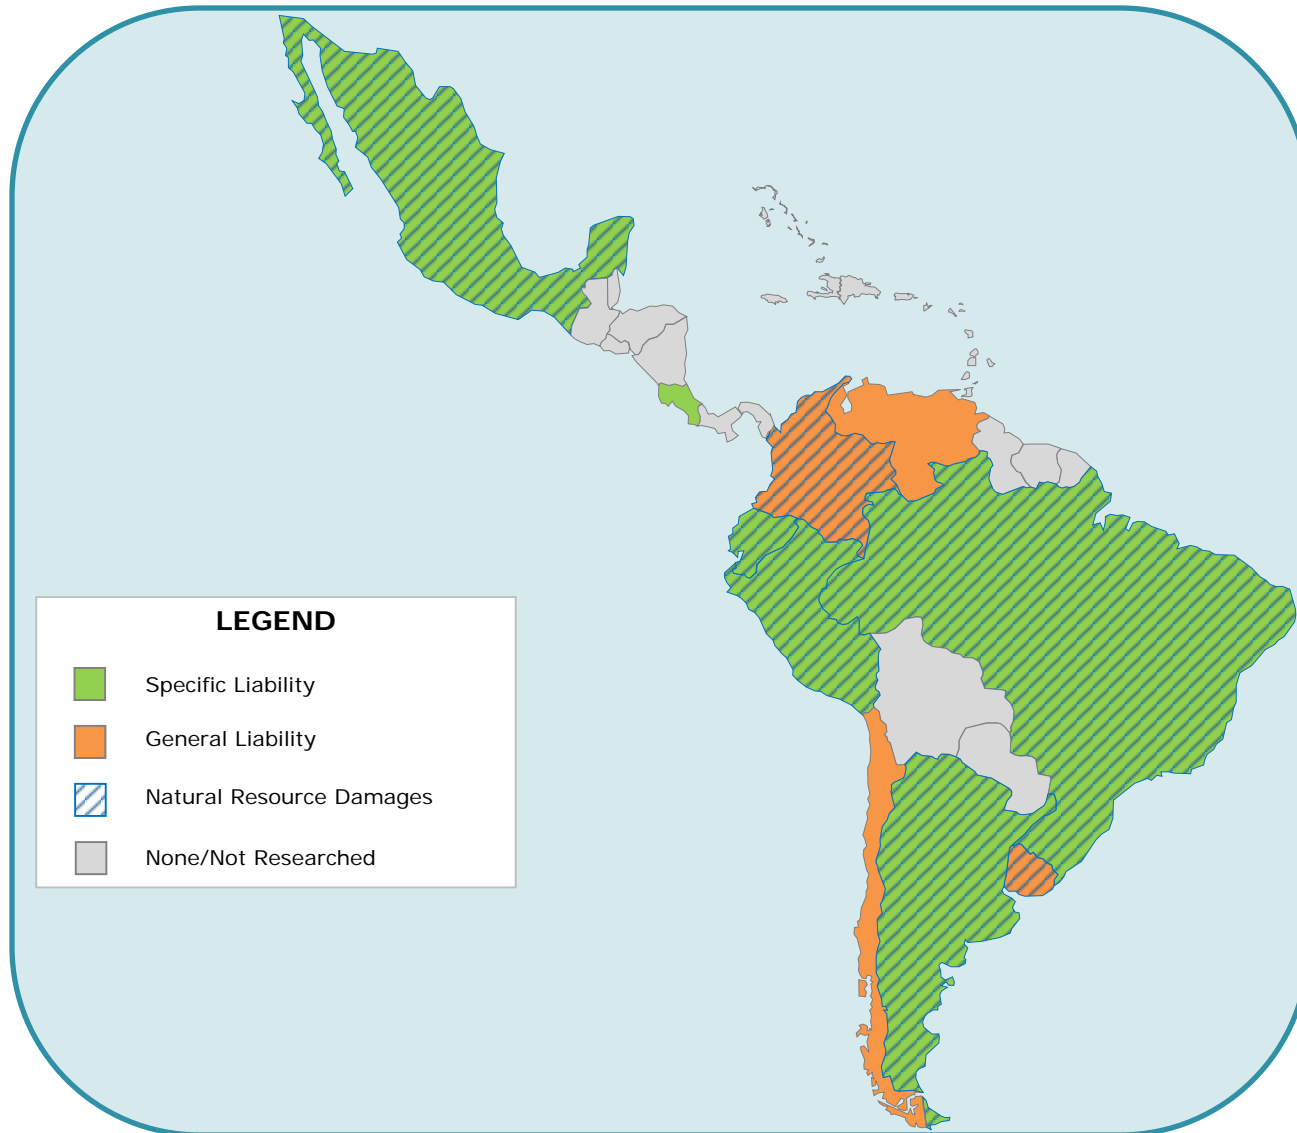 LEGEND
Specific Liability
General Liability
Natural Resource Damages
None/Not Researched